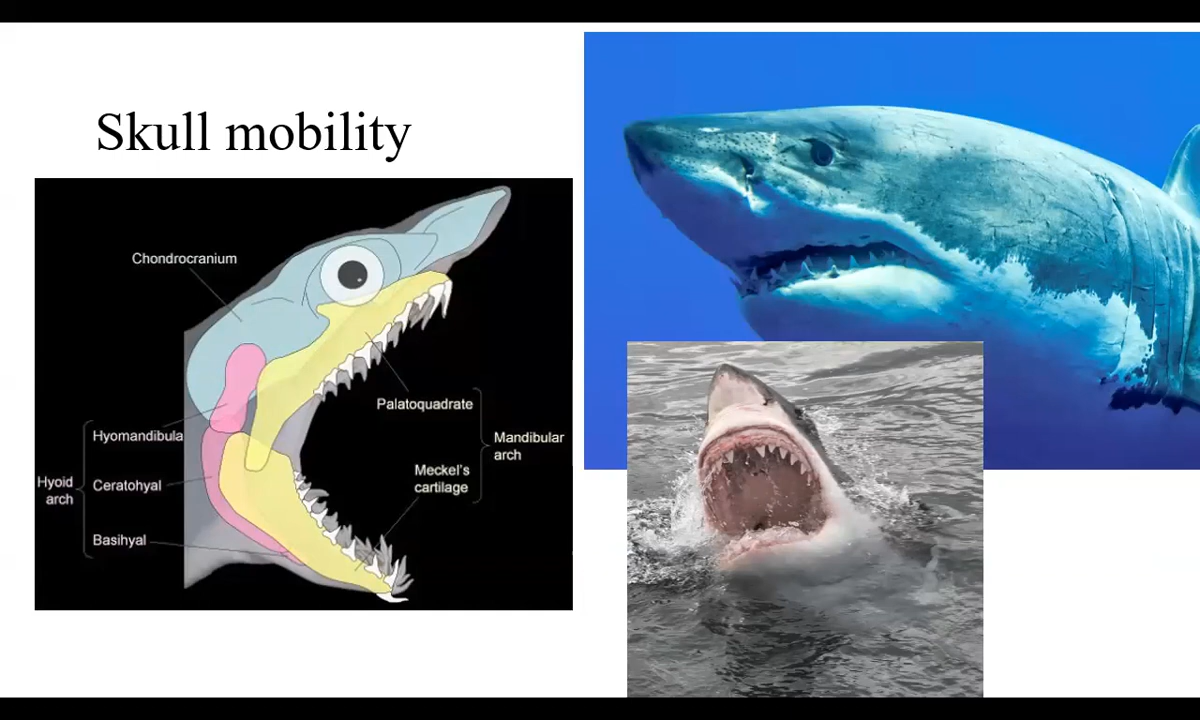 Skull mobility
Chondrocranium
Palatoquadrate
Hyomandibula
Mandibular
arch
Meckel's
cartilage
Hyoid
arch
Ceratohyal
Basihyal